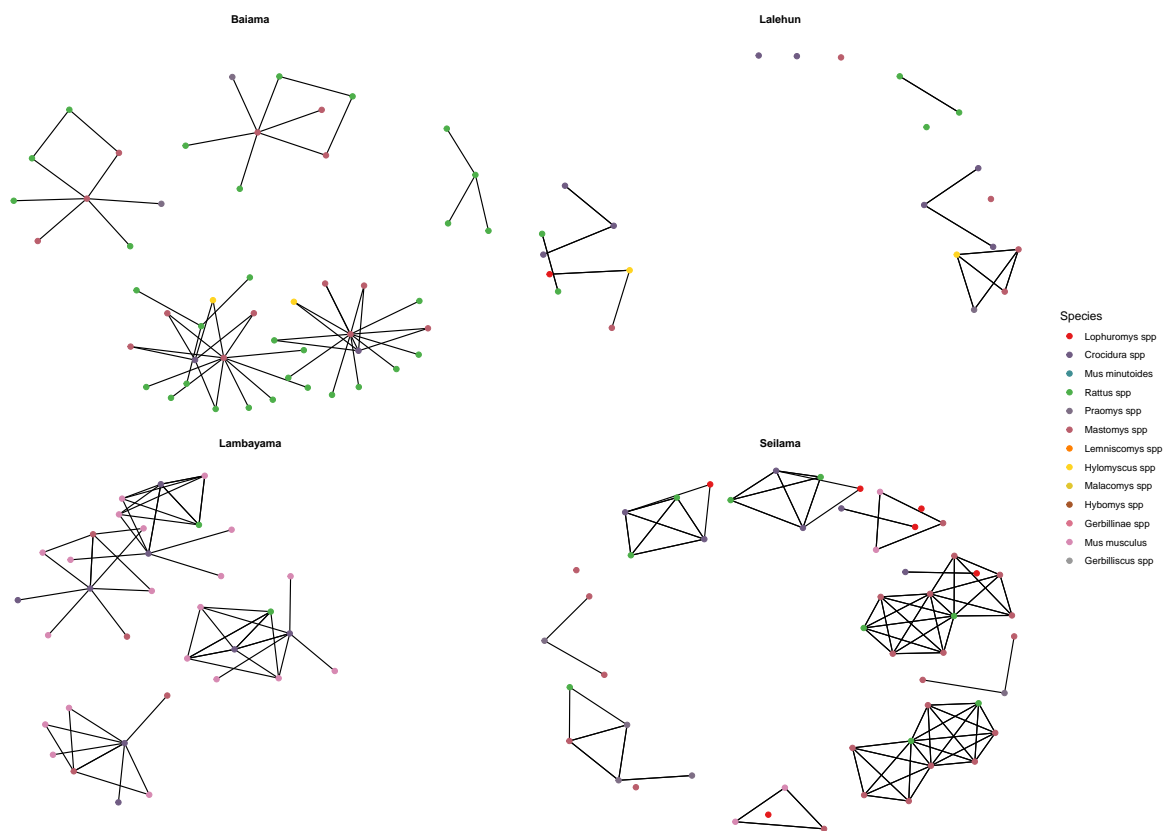 Baiama
Lalehun
Lambayama
Seilama
Species
Lophuromys spp
Crocidura spp
Mus minutoides
Rattus spp
Praomys spp
Mastomys spp
Lemniscomys spp
Hylomyscus spp
Malacomys spp
Hybomys spp
Gerbillinae spp
Mus musculus
Gerbilliscus spp